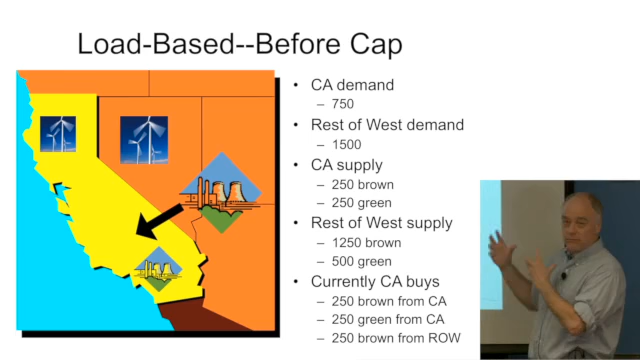 Load-Based--Before Cap
• CA demand
– 750
• Rest of West demand
– 1500
• CA supply
– 250 brown
– 250 green
• Rest of West supply
– 1250 brown
– 500 green
• Currently CA buys
– 250 brown from CA
– 250 green from CA
– 250 brown from ROW